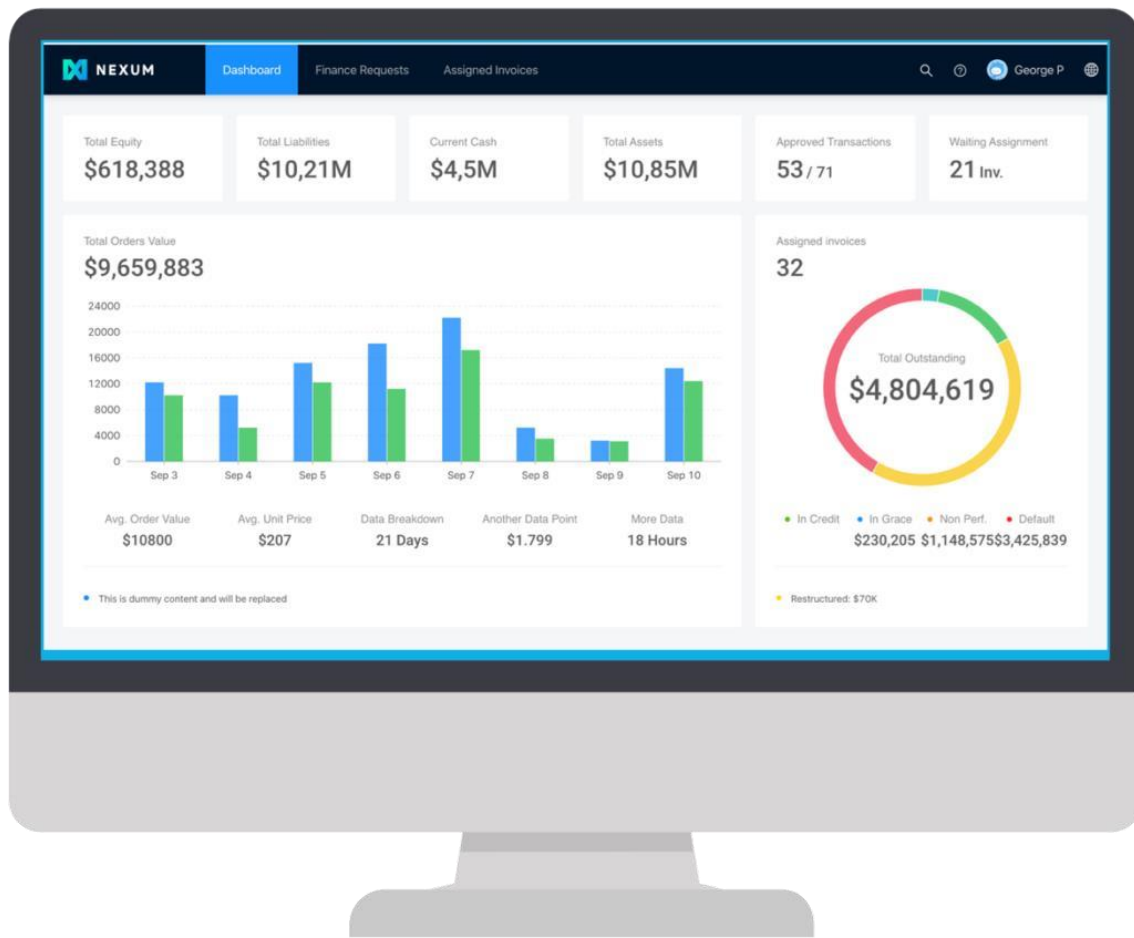 NEXUM Dashboard Finance Requests Assigned Invoices George P
Total Equity
$618,388
Total Liabilities
$10,21M
Current Cash
$4,5M
Total Assets
$10,85M
Approved Transactions
53 / 71
Waiting Assignment
21 Inv.
Total Orders Value
$9,659,883
24000
20000
16000
12000
8000
4000
0
Sep 3 Sep 4 Sep 5 Sep 6 Sep 7 Sep 8 Sep 9 Sep 10
Avg. Order Value Avg. Unit Price Data Breakdown Another Data Point More Data
$10800 $207 21 Days $1.799 18 Hours
This is dummy content and will be replaced
Assigned invoices
32
Total Outstanding
$4,804,619
In Credit In Grace Non Perf. Default
$230,205 $1,148,575$3,425,839
Restructured: $70K